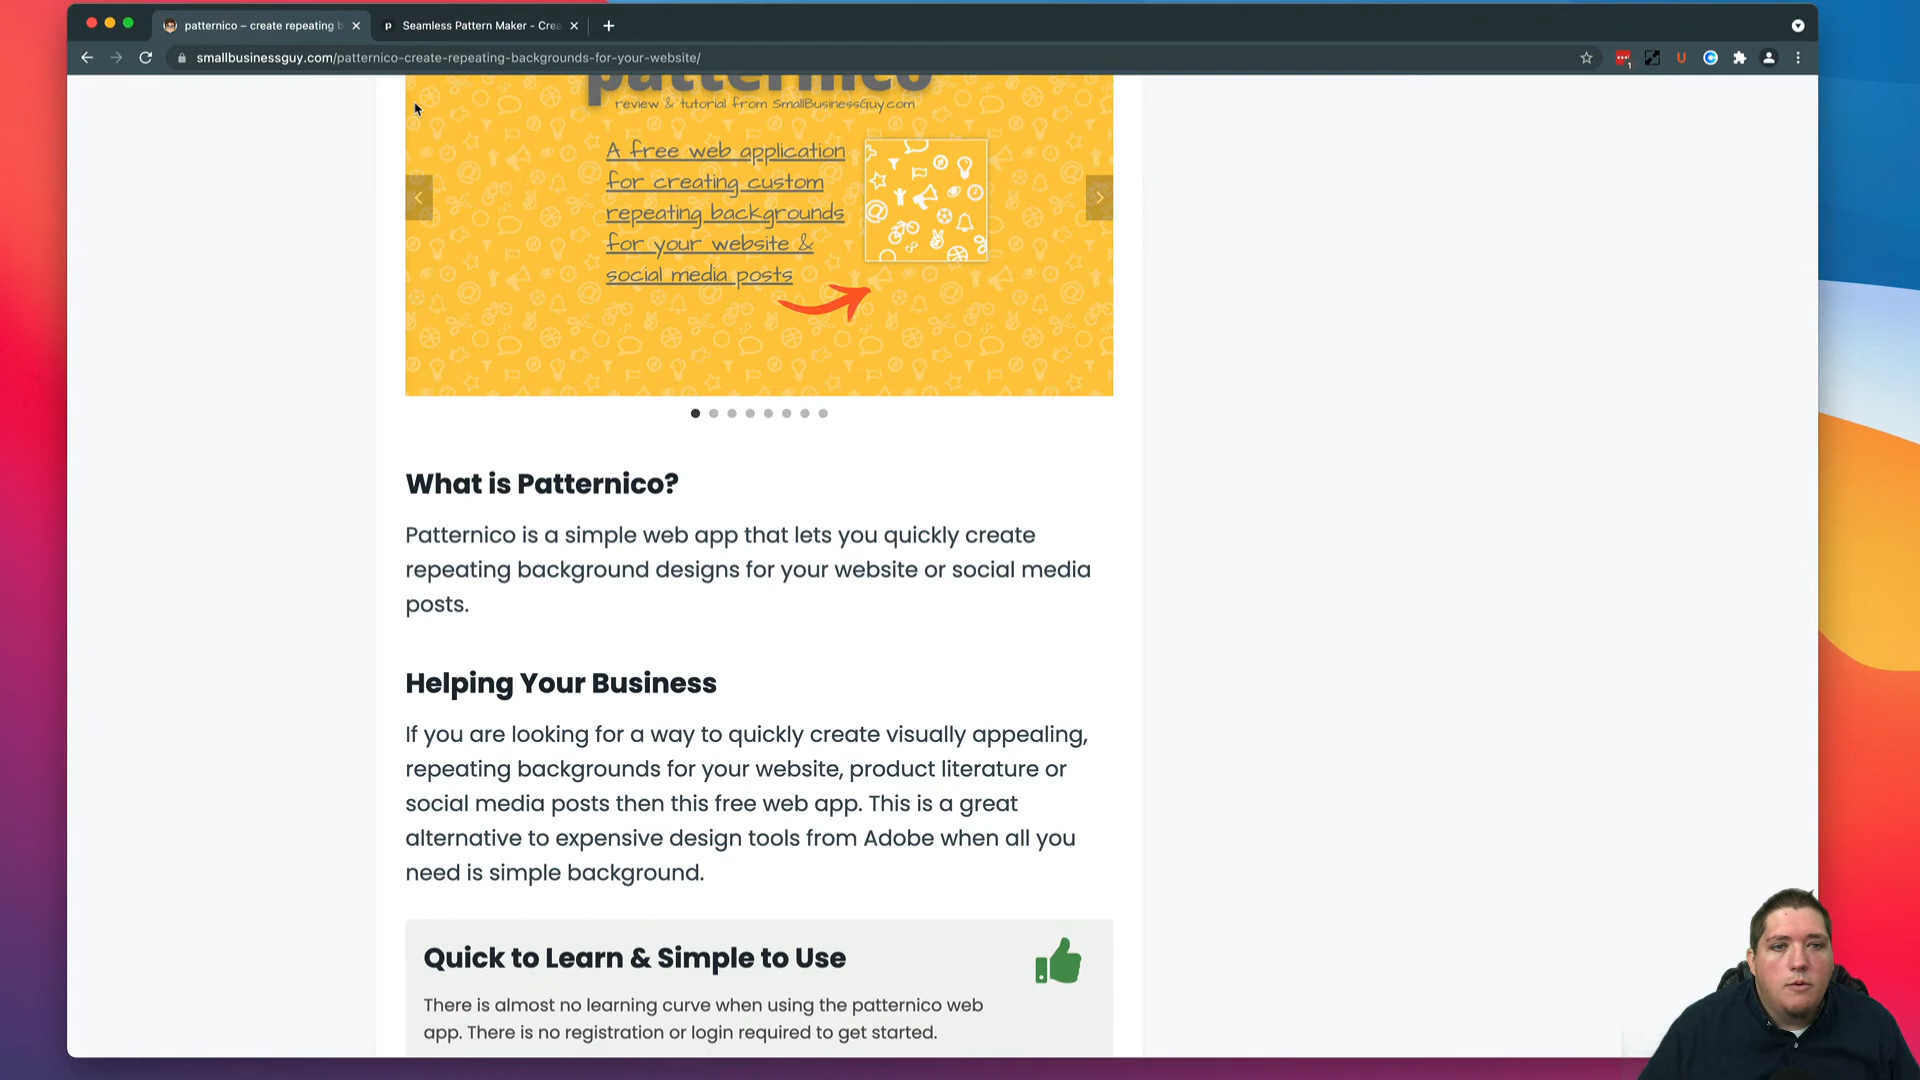 patternico – create repeating b
Seamless Pattern Maker - Crea
smallbusinessguy.com/patternico-create-repeating-backgrounds-for-your-website/
patternico
review & tutorial from SmallBusinessGuy.com
A free web application
for creating custom
repeating backgrounds
for your website &
social media posts
What is Patternico?
Patternico is a simple web app that lets you quickly create
repeating background designs for your website or social media
posts.
Helping Your Business
If you are looking for a way to quickly create visually appealing,
repeating backgrounds for your website, product literature or
social media posts then this free web app. This is a great
alternative to expensive design tools from Adobe when all you
need is simple background.
Quick to Learn & Simple to Use
There is almost no learning curve when using the patternico web
app. There is no registration or login required to get started.